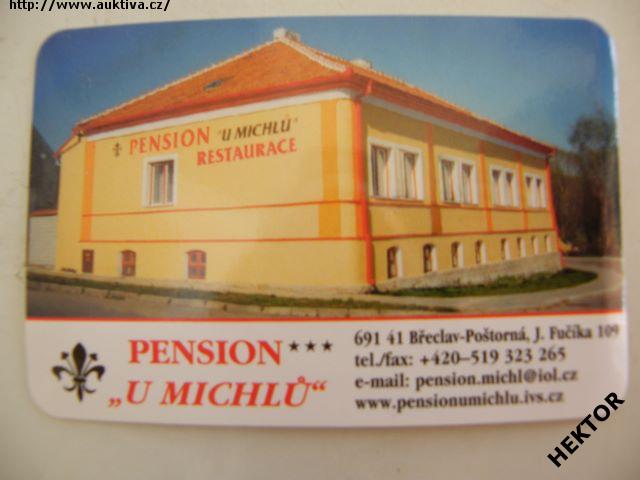 http://www.auktiva.cz/
PENSION "U MICHLŮ"
RESTAURACE
PENSION ***
„U MICHLŮ“
691 41 Břeclav-Poštorná, J. Fučíka 109
tel./fax: +420–519 323 265
e-mail: pension.michl@iol.cz
www.pensionumichlu.ivs.cz
HEKTOR